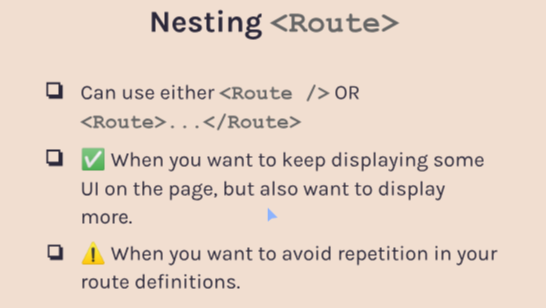 Nesting <Route>
Can use either <Route /> OR
<Route>...</Route>
✅ When you want to keep displaying some
UI on the page, but also want to display
more.
⚠️ When you want to avoid repetition in your
route definitions.